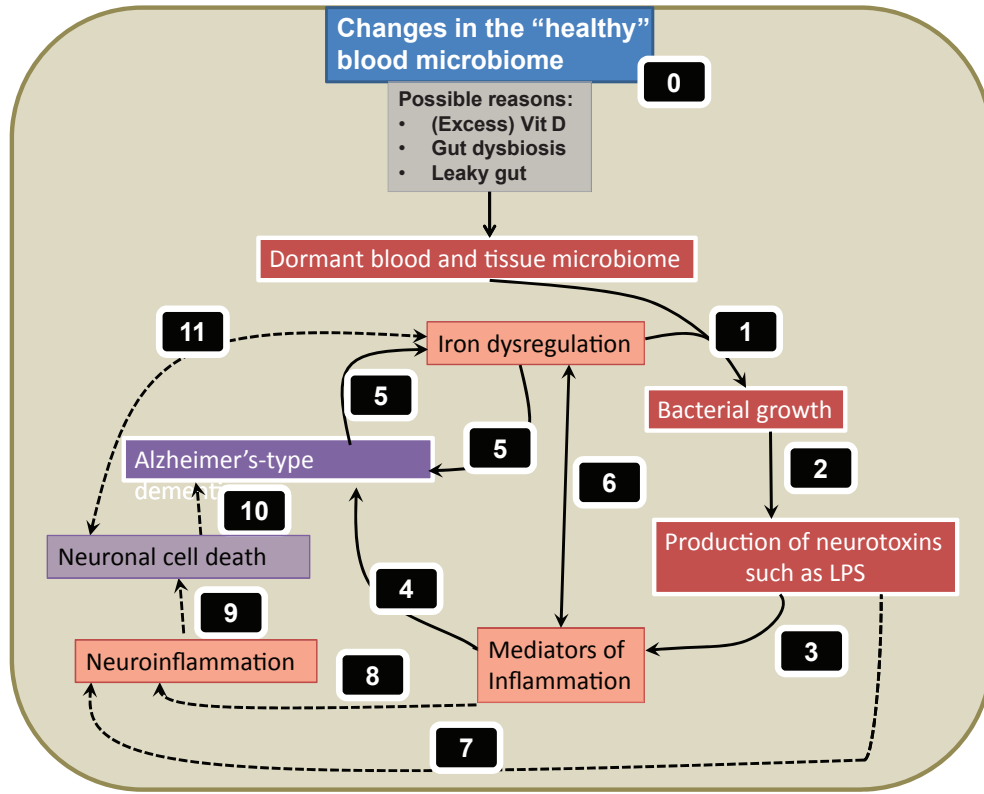 Changes in the “healthy”
blood microbiome
0
Possible reasons:
• (Excess) Vit D
• Gut dysbiosis
• Leaky gut
Dormant blood and tissue microbiome
11
Iron dysregulation
1
5
Bacterial growth
Alzheimer’s-type
5
2
6
10
Neuronal cell death
Production of neurotoxins
such as LPS
4
9
Neuroinflammation
Mediators of
Inflammation
3
8
7